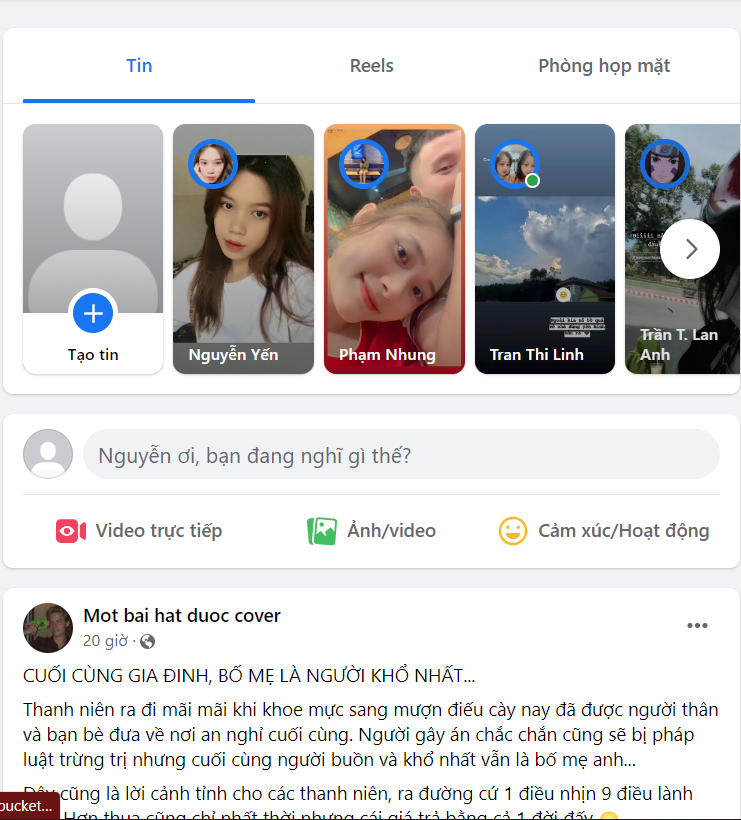 Tin
Reels
Phòng họp mặt
Tạo tin
Nguyễn Yến
Phạm Nhung
Tran Thi Linh
Trần T. Lan
Anh
Nguyễn ơi, bạn đang nghĩ gì thế?
Video trực tiếp
Ảnh/video
Cảm xúc/Hoạt động
Mot bai hat duoc cover
20 giờ ·
CUỐI CÙNG GIA ĐINH, BỐ MẸ LÀ NGƯỜI KHỔ NHẤT...
Thanh niên ra đi mãi mãi khi khoe mực sang mượn điếu cày nay đã được người thân
và bạn bè đưa về nơi an nghỉ cuối cùng. Người gây án chắc chắn cũng sẽ bị pháp
luật trừng trị nhưng cuối cùng người buồn và khổ nhất vẫn là bố mẹ anh...
Đây cũng là lời cảnh tỉnh cho các thanh niên, ra đường cứ 1 điều nhịn 9 điều lành
Hơn thua cũng chỉ nhất thời nhưng cái giá trả bằng cả 1 đời đấy
bucket...